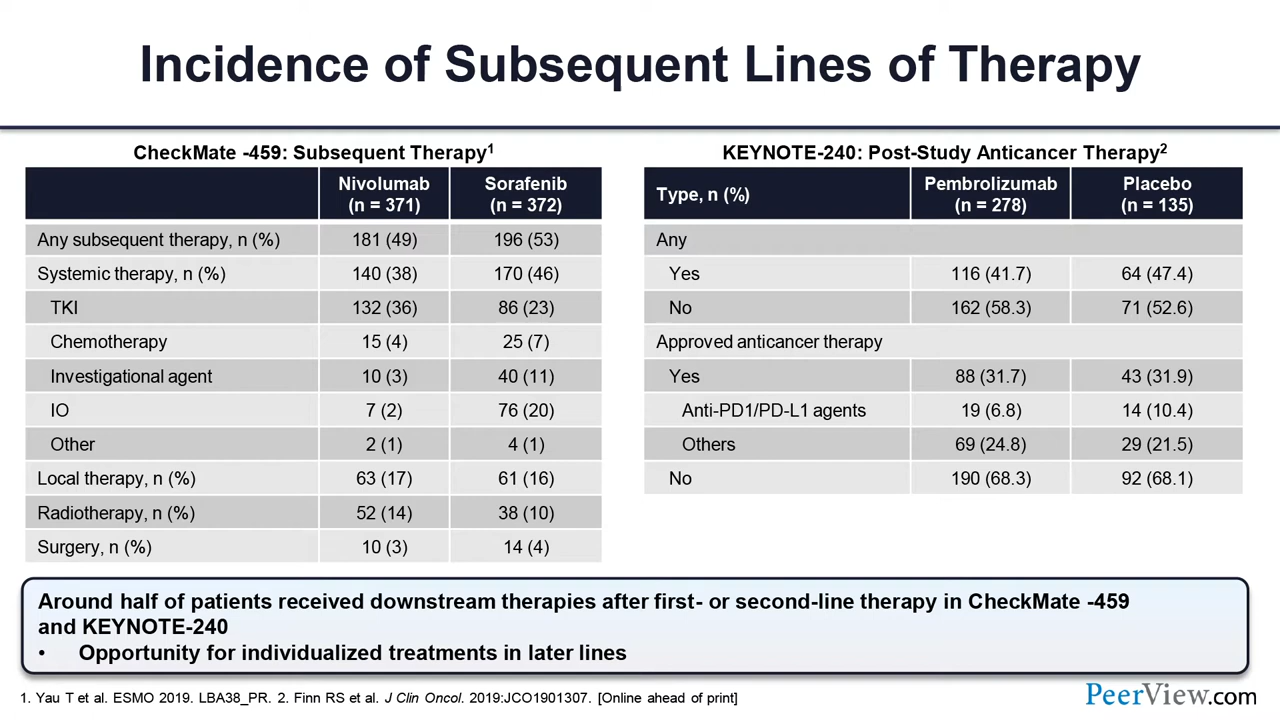 Incidence of Subsequent Lines of Therapy
CheckMate -459: Subsequent Therapy1
Nivolumab (n = 371) Sorafenib (n = 372)
Any subsequent therapy, n (%) 181 (49) 196 (53)
Systemic therapy, n (%) 140 (38) 170 (46)
TKI 132 (36) 86 (23)
Chemotherapy 15 (4) 25 (7)
Investigational agent 10 (3) 40 (11)
IO 7 (2) 76 (20)
Other 2 (1) 4 (1)
Local therapy, n (%) 63 (17) 61 (16)
Radiotherapy, n (%) 52 (14) 38 (10)
Surgery, n (%) 10 (3) 14 (4)
KEYNOTE-240: Post-Study Anticancer Therapy2
Type, n (%) Pembrolizumab (n = 278) Placebo (n = 135)
Any
Yes 116 (41.7) 64 (47.4)
No 162 (58.3) 71 (52.6)
Approved anticancer therapy
Yes 88 (31.7) 43 (31.9)
Anti-PD1/PD-L1 agents 19 (6.8) 14 (10.4)
Others 69 (24.8) 29 (21.5)
No 190 (68.3) 92 (68.1)
Around half of patients received downstream therapies after first- or second-line therapy in CheckMate -459
and KEYNOTE-240
• Opportunity for individualized treatments in later lines
1. Yau T et al. ESMO 2019. LBA38_PR. 2. Finn RS et al. J Clin Oncol. 2019:JCO1901307. [Online ahead of print]
PeerView.com